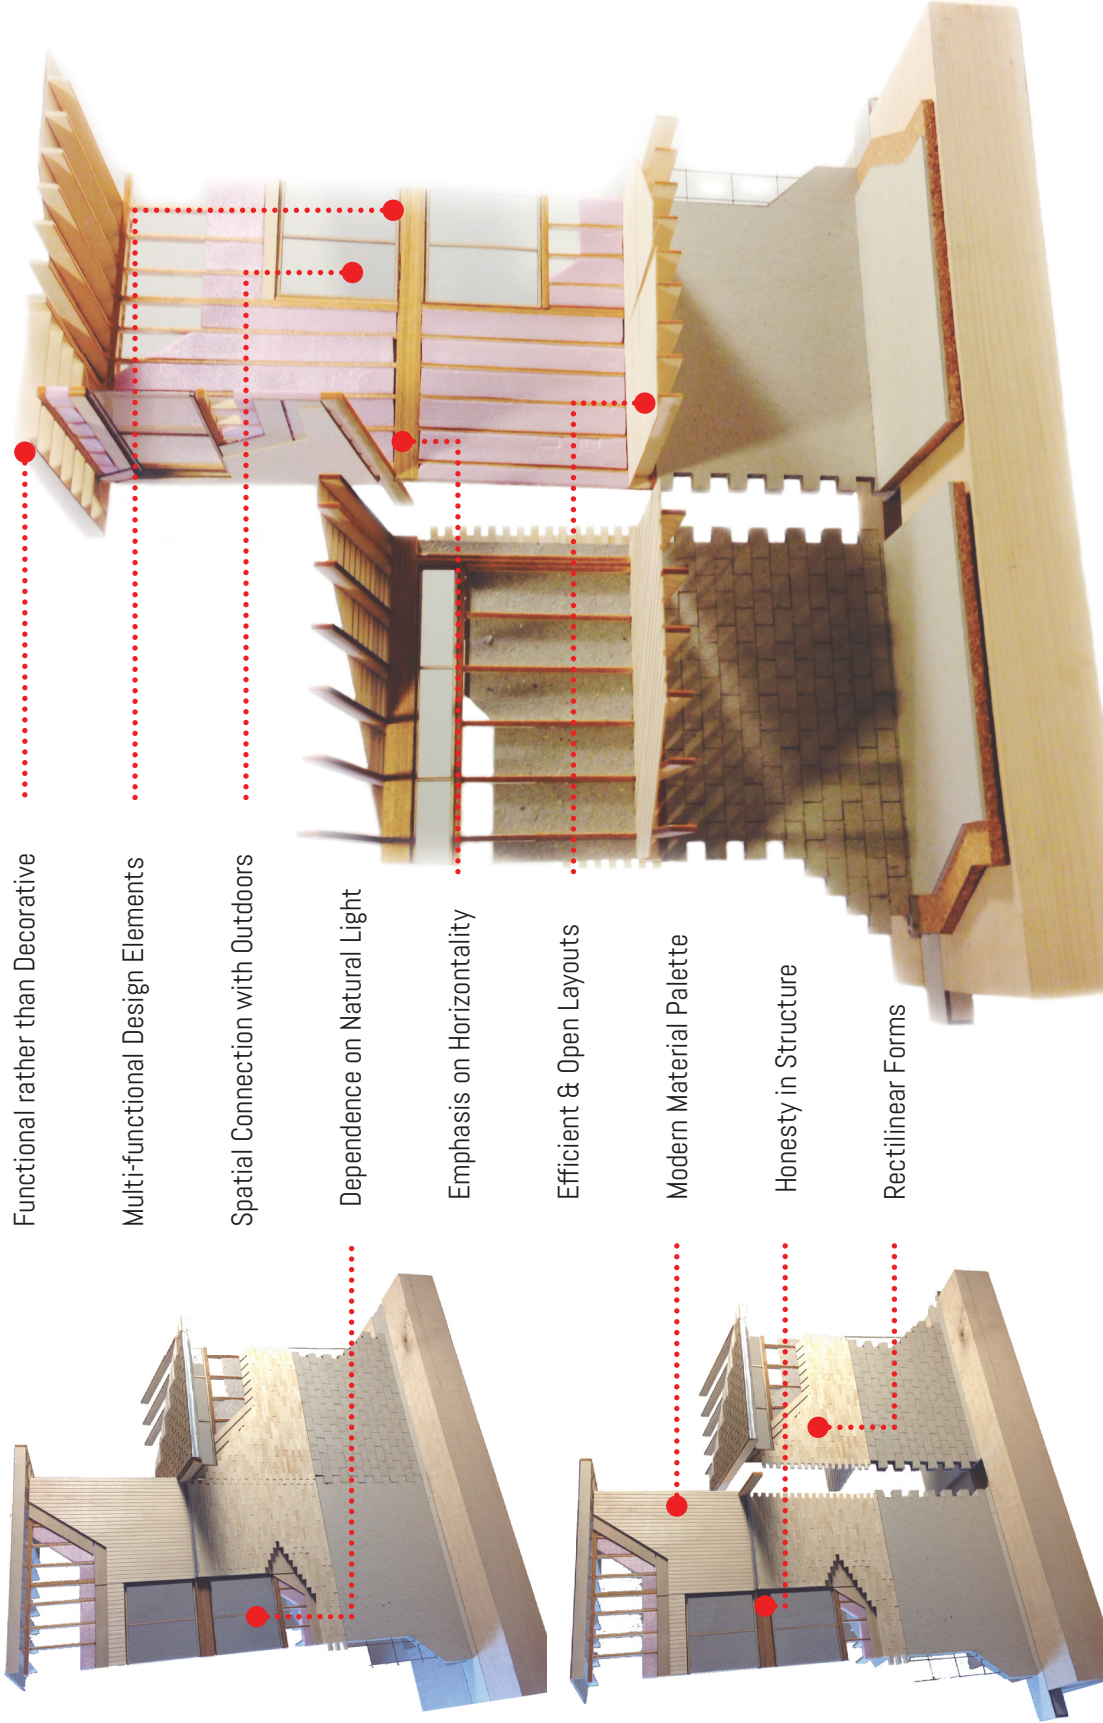 Functional rather than Decorative
Multi-functional Design Elements
Spatial Connection with Outdoors
Dependence on Natural Light
Emphasis on Horizontality
Efficient & Open Layouts
Modern Material Palette
Honesty in Structure
Rectilinear Forms